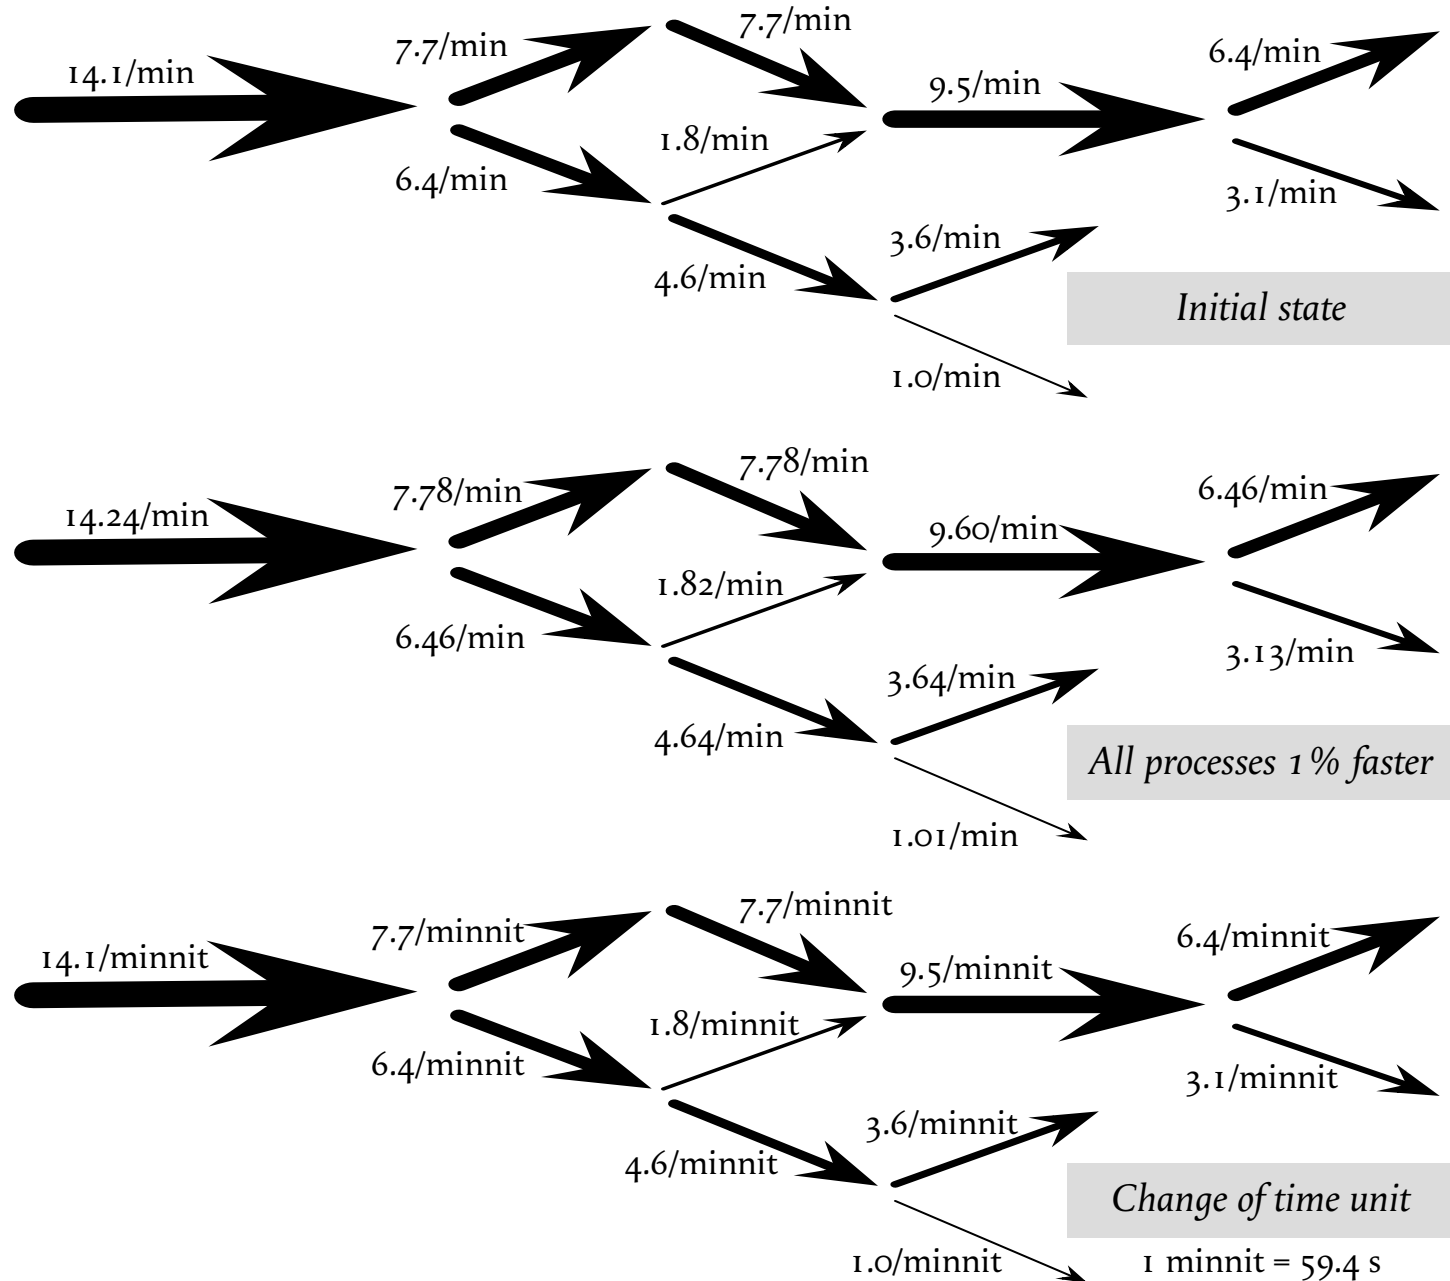 14.1/min
7.7/min
7.7/min
6.4/min
1.8/min
9.5/min
6.4/min
3.1/min
4.6/min
3.6/min
1.0/min
Initial state
14.24/min
7.78/min
7.78/min
6.46/min
1.82/min
9.60/min
6.46/min
3.13/min
4.64/min
3.64/min
1.01/min
All processes 1 % faster
14.1/minnit
7.7/minnit
7.7/minnit
6.4/minnit
1.8/minnit
9.5/minnit
6.4/minnit
3.1/minnit
4.6/minnit
3.6/minnit
1.0/minnit
Change of time unit
1 minnit = 59.4 s